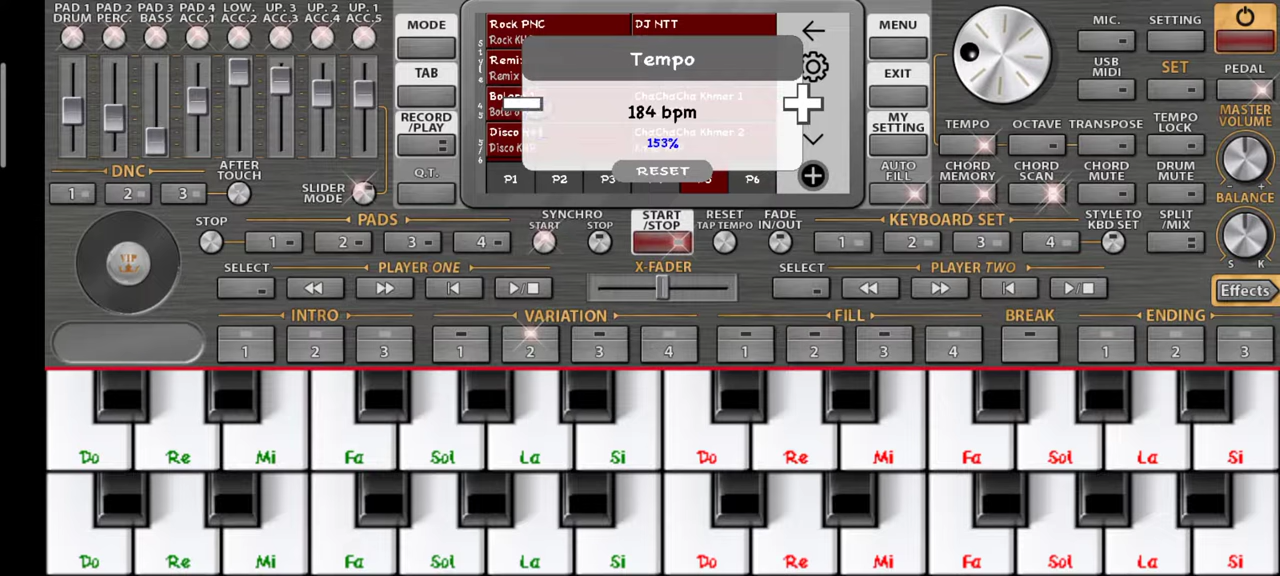 PAD 1 PAD 2 PAD 3 PAD 4 LOW. UP. 3 UP. 2 UP. 1
DRUM PERC. BASS ACC.1 ACC.2 ACC.3 ACC.4 ACC.5
DNC
1 2 3
AFTER
TOUCH
SLIDER
MODE
MODE
TAB
RECORD
/PLAY
Q.T.
Rock PNC DJ NTT
Tempo
184 bpm
153%
RESET
ChaChaCha Khmer 1
ChaChaCha Khmer 2
P1 P2 P6
MENU
EXIT
MY
SETTING
AUTO
FILL
MIC. SETTING
USB
MIDI
SET
PEDAL
MASTER
VOLUME
- +
BALANCE
S K
TEMPO OCTAVE TRANSPOSE TEMPO
LOCK
CHORD
MEMORY
CHORD
SCAN
CHORD
MUTE
DRUM
MUTE
STOP PADS
1 2 3 4
SYNCHRO
START STOP
START
/STOP
RESET
TAP TEMPO
FADE
IN/OUT
KEYBOARD SET
1 2 3 4
STYLE TO
KBD SET
SPLIT
/MIX
SELECT PLAYER ONE
X-FADER
SELECT PLAYER TWO
Effects
INTRO VARIATION FILL BREAK ENDING
1 2 3 1 2 3 4 1 2 3 4 1 2 3
Do Re Mi Fa Sol La Si Do Re Mi Fa Sol La Si
Do Re Mi Fa Sol La Si Do Re Mi Fa Sol La Si